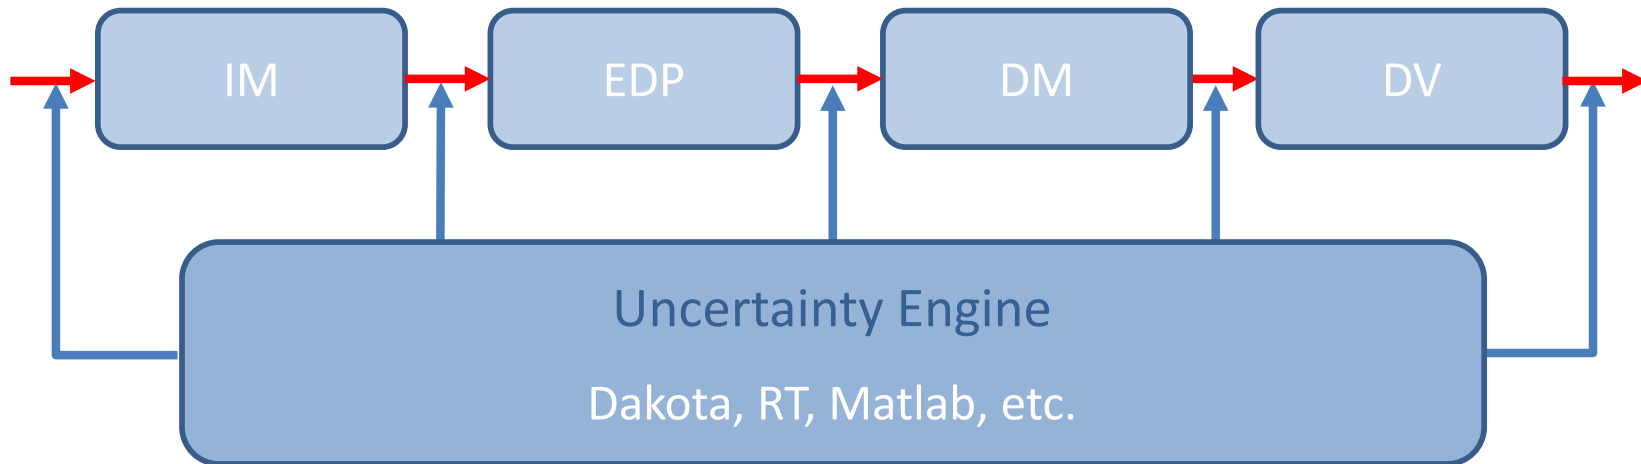 IM
EDP
DM
DV
Uncertainty Engine
Dakota, RT, Matlab, etc.